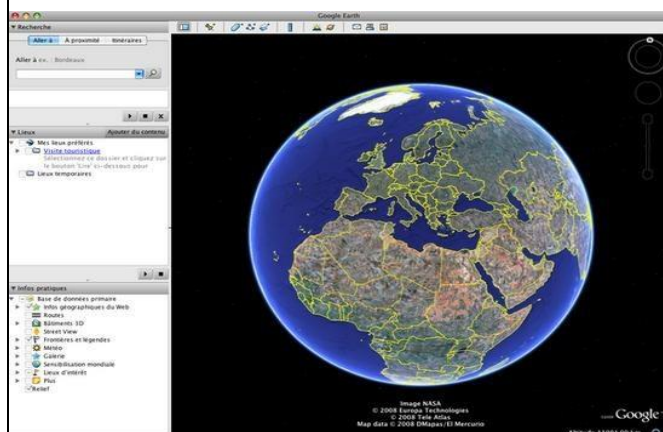 Google Earth
Recherche
Aller à À proximité Itinéraires
Aller à ex. : Bordeaux
Lieux Ajouter du contenu
Mes lieux préférés
Visite touristique
Sélectionnez ce dossier et cliquez sur
le bouton 'Lire' ci-dessous pour
Lieux temporaires
Infos pratiques
Base de données primaire
Infos géographiques du Web
Routes
Bâtiments 3D
Street View
Frontières et légendes
Météo
Galerie
Sensibilisation mondiale
Lieux d'intérêt
Plus
Relief
Image NASA
© 2008 Europa Technologies
© 2008 Tele Atlas
Map data © 2008 DMapas/El Mercurio
Google
Altitude